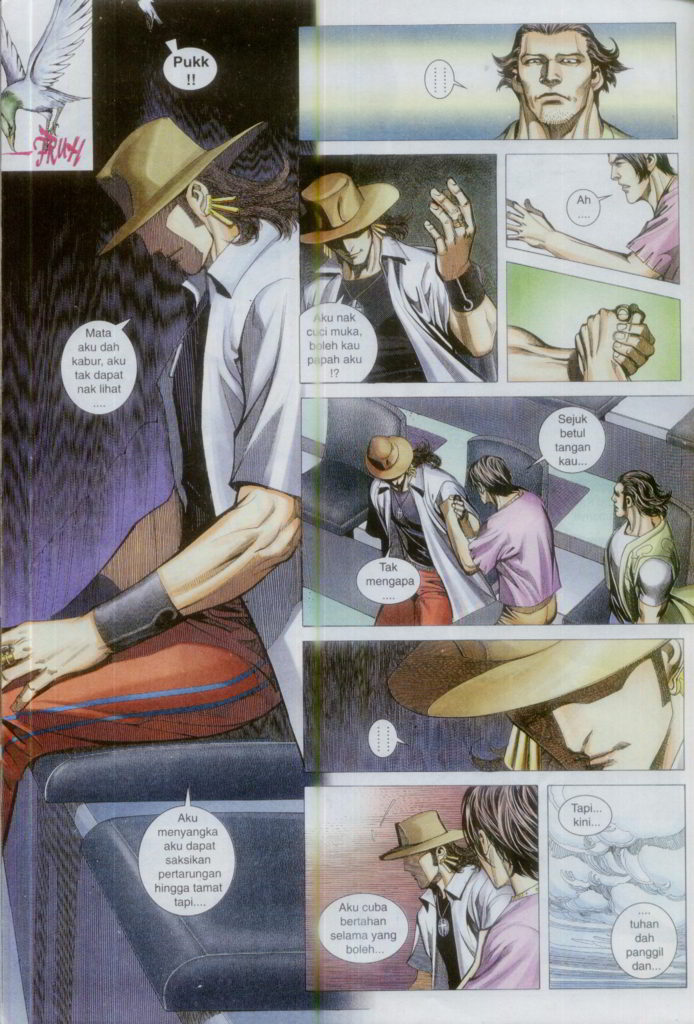 Pukk
!!
FRUH
Mata
aku dah
kabur, aku
tak dapat
nak lihat
....
Aku
menyangka
aku dapat
saksikan
pertarungan
hingga tamat
tapi....
Aku nak
cuci muka,
boleh kau
papah aku
!?
Ah
....
Sejuk
betul
tangan
kau...
Tak
mengapa
....
Aku cuba
bertahan
selama yang
boleh...
Tapi...
kini...
....
tuhan
dah
panggil
dan...